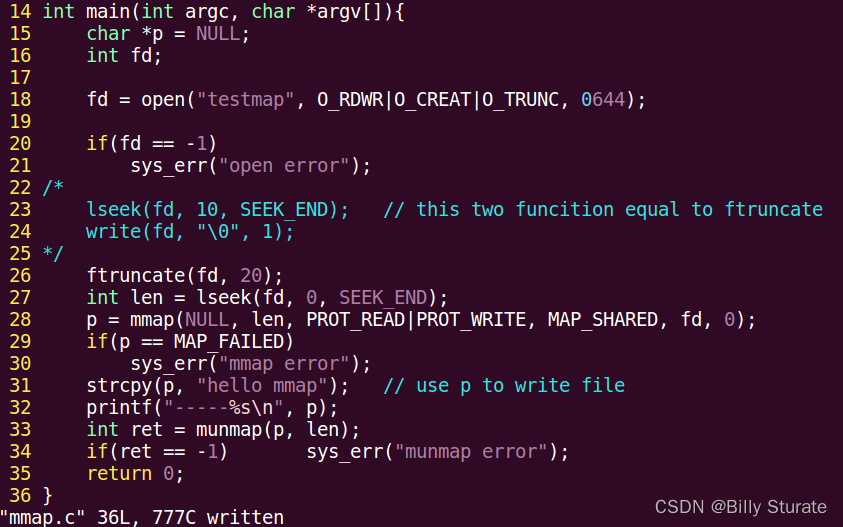 14 int main(int argc, char *argv[]){
15     char *p = NULL;
16     int fd;
17
18     fd = open("testmap", O_RDWR|O_CREAT|O_TRUNC, 0644);
19
20     if(fd == -1)
21         sys_err("open error");
22 /*
23     lseek(fd, 10, SEEK_END);   // this two funcition equal to ftruncate
24     write(fd, "\0", 1);
25 */
26     ftruncate(fd, 20);
27     int len = lseek(fd, 0, SEEK_END);
28     p = mmap(NULL, len, PROT_READ|PROT_WRITE, MAP_SHARED, fd, 0);
29     if(p == MAP_FAILED)
30         sys_err("mmap error");
31     strcpy(p, "hello mmap");   // use p to write file
32     printf("-----%s\n", p);
33     int ret = munmap(p, len);
34     if(ret == -1)       sys_err("munmap error");
35     return 0;
36 }
"mmap.c" 36L, 777C written
CSDN @Billy Sturate